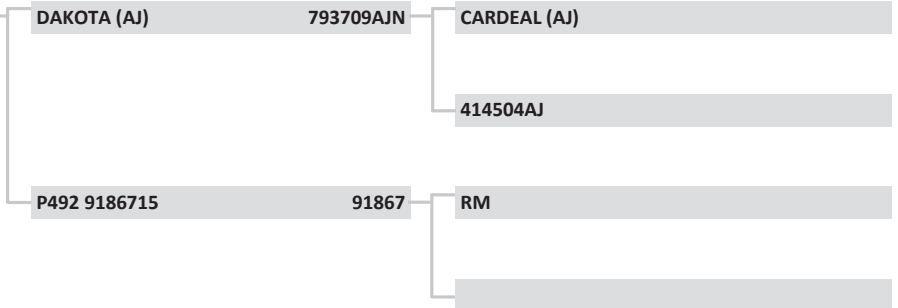 DAKOTA (AJ) 793709AJN CARDEAL (AJ)
414504AJ
P492 9186715 91867 RM